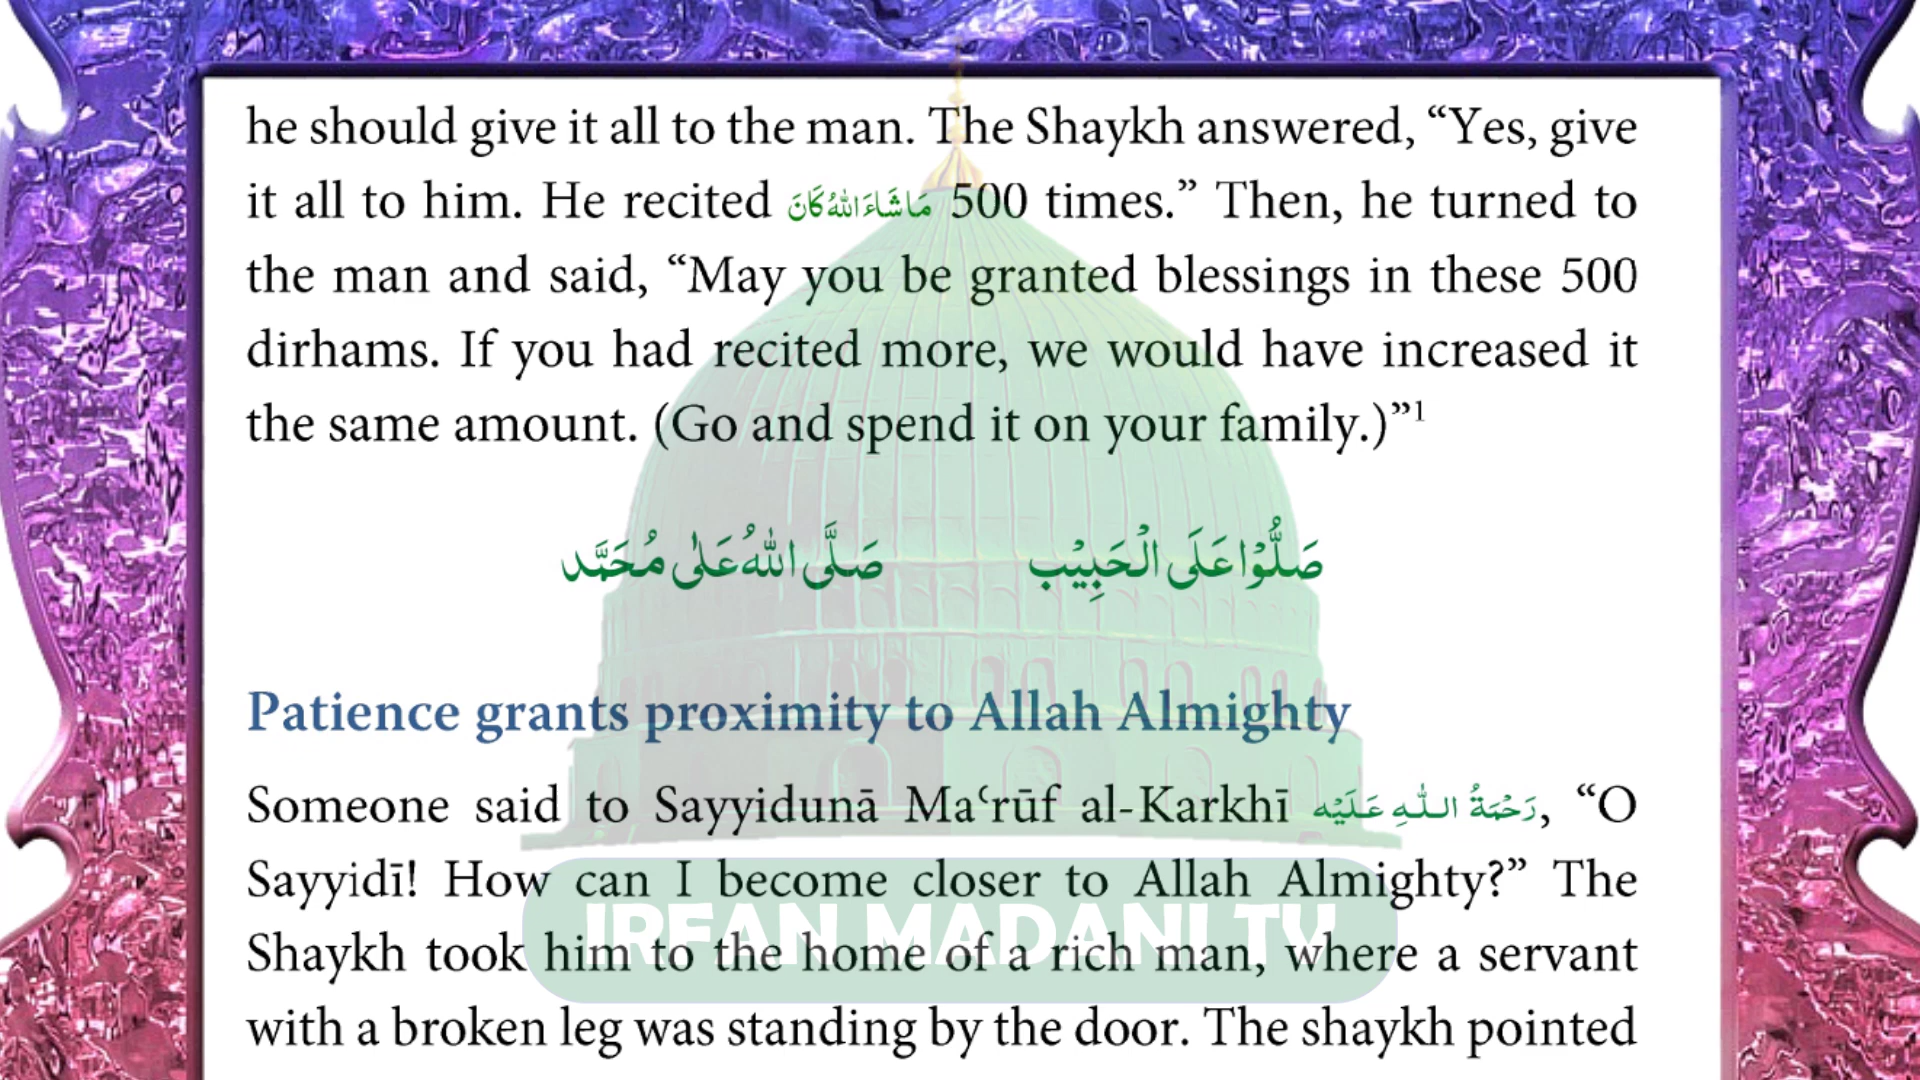 he should give it all to the man. The Shaykh answered, “Yes, give
it all to him. He recited مَا شَاءَ اللهُ كَانَ 500 times.” Then, he turned to
the man and said, “May you be granted blessings in these 500
dirhams. If you had recited more, we would have increased it
the same amount. (Go and spend it on your family.)”¹
صَلُّوْا عَلَى الْحَبِيْب صَلَّى اللهُ عَلٰى مُحَمَّد
Patience grants proximity to Allah Almighty
Someone said to Sayyidunā Maʿrūf al-Karkhī رَحْمَةُ اللّٰهِ عَلَيْه, “O
Sayyidī! How can I become closer to Allah Almighty?” The
IRFAN MADANI TV
Shaykh took him to the home of a rich man, where a servant
with a broken leg was standing by the door. The shaykh pointed